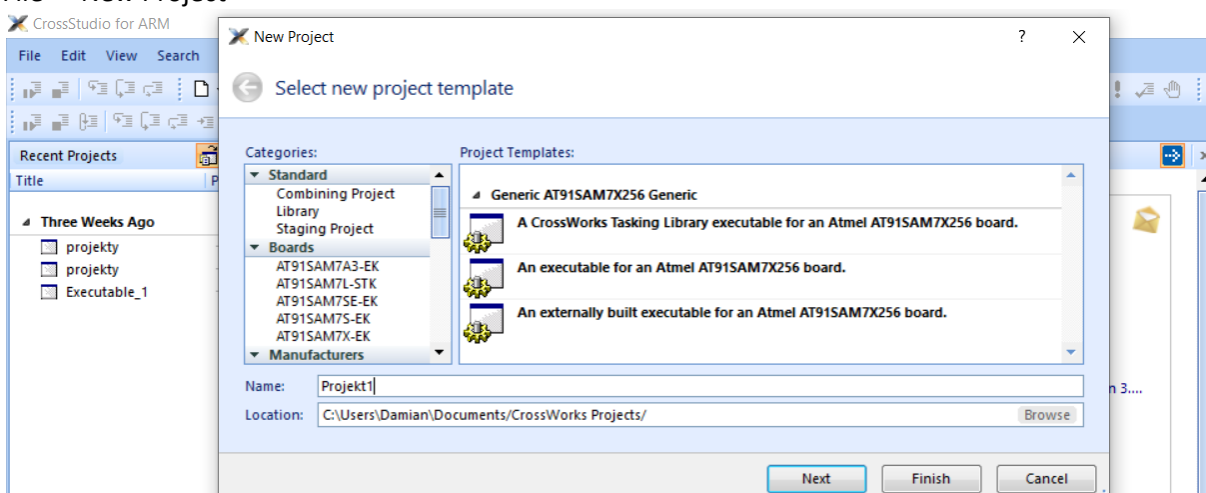 CrossStudio for ARM
File Edit View Search
Recent Projects
Title
Three Weeks Ago
projekty
projekty
Executable_1
New Project
?
Select new project template
Categories:
Standard
Combining Project
Library
Staging Project
Boards
AT91SAM7A3-EK
AT91SAM7L-STK
AT91SAM7SE-EK
AT91SAM7S-EK
AT91SAM7X-EK
Manufacturers
Project Templates:
Generic AT91SAM7X256 Generic
A CrossWorks Tasking Library executable for an Atmel AT91SAM7X256 board.
An executable for an Atmel AT91SAM7X256 board.
An externally built executable for an Atmel AT91SAM7X256 board.
Name: Projekt1
Location: C:\Users\Damian\Documents/CrossWorks Projects/ Browse
Next Finish Cancel
n 3....